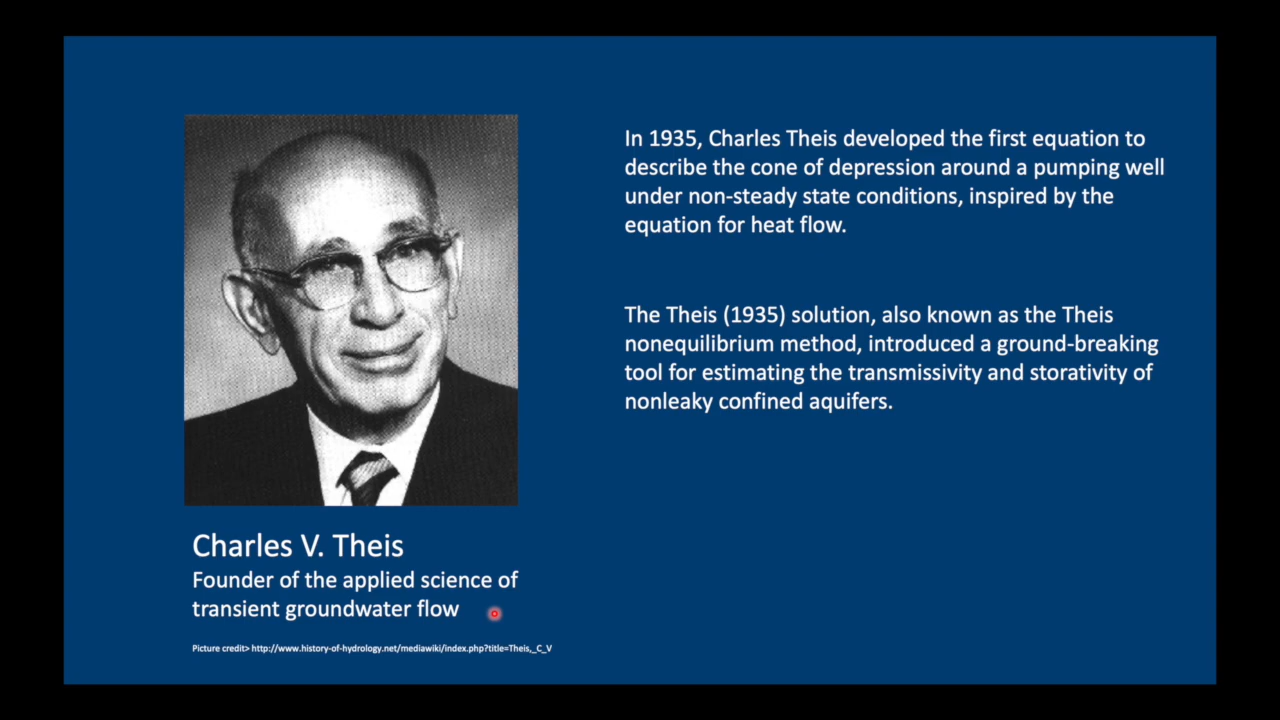 In 1935, Charles Theis developed the first equation to
describe the cone of depression around a pumping well
under non-steady state conditions, inspired by the
equation for heat flow.
The Theis (1935) solution, also known as the Theis
nonequilibrium method, introduced a ground-breaking
tool for estimating the transmissivity and storativity of
nonleaky confined aquifers.
Charles V. Theis
Founder of the applied science of
transient groundwater flow
Picture credit> http://www.history-of-hydrology.net/mediawiki/index.php?title=Theis,_C_V